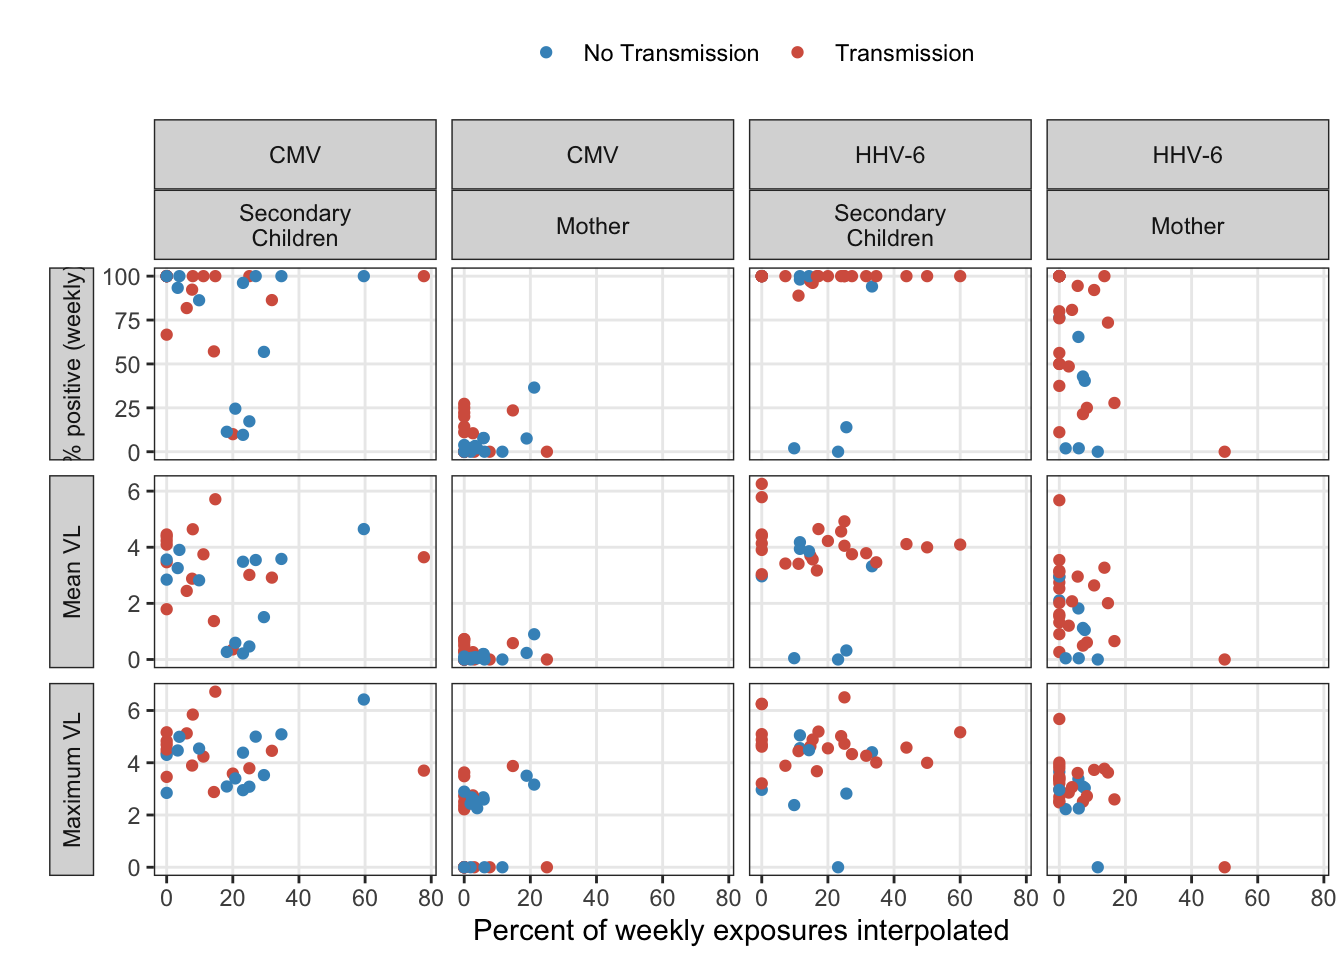 No Transmission Transmission
CMV CMV HHV-6 HHV-6
Secondary
Children
Mother
Secondary
Children
Mother
% positive (weekly)
100
75
50
25
0
Mean VL
6
4
2
0
Maximum VL
6
4
2
0
0 20 40 60 80 0 20 40 60 80 0 20 40 60 80 0 20 40 60 80
Percent of weekly exposures interpolated